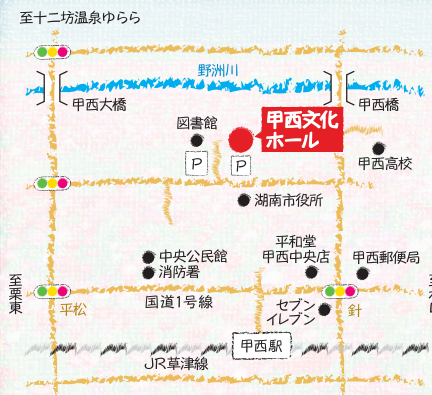 至十二坊温泉ゆらら
野洲川
甲西大橋
甲西橋
図書館
甲西文化
ホール
P
P
甲西高校
湖南市役所
中央公民館
消防署
平和堂
甲西中央店
甲西郵便局
至栗東
平松
国道1号線
セブン
イレブン
針
甲西駅
JR草津線